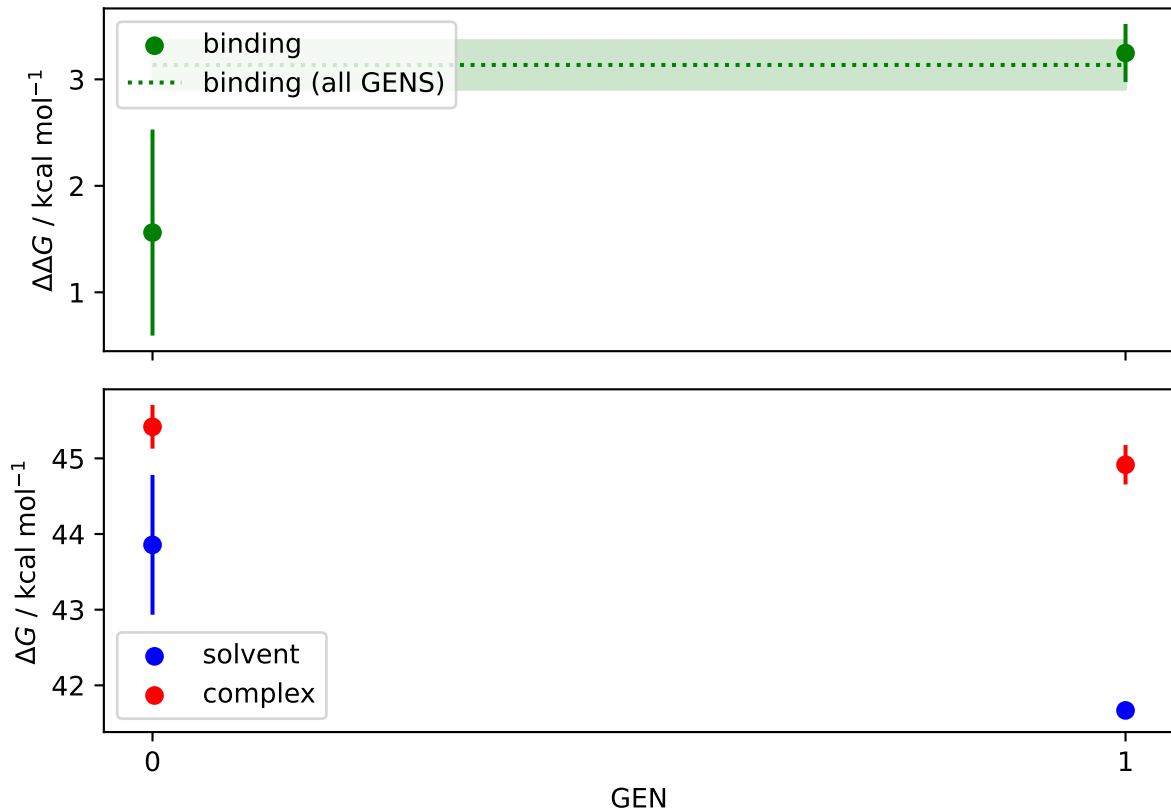 binding
binding (all GENS)
ΔΔG / kcal mol⁻¹
3
2
1
ΔG / kcal mol⁻¹
45
44
43
42
solvent
complex
0
1
GEN